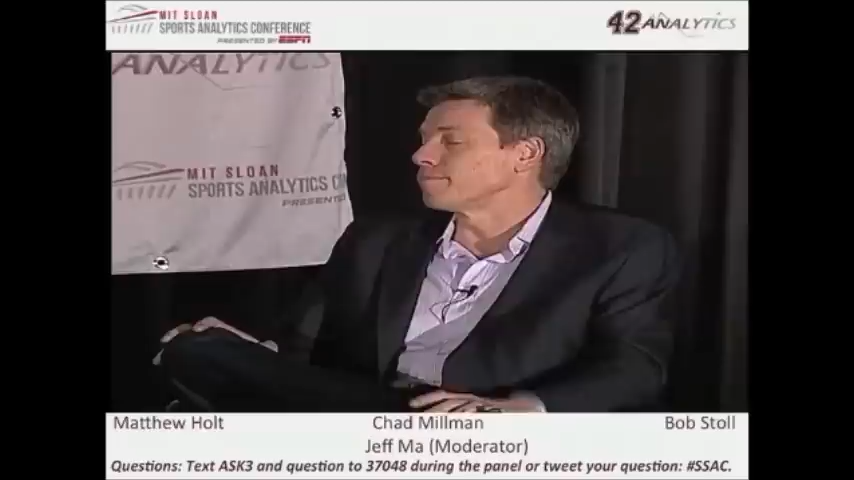 MIT SLOAN
SPORTS ANALYTICS CONFERENCE
PRESENTED BY ESPN
42 ANALYTICS
ANALYTICS
MIT SLOAN
SPORTS ANALYTICS CO
PRESENTED
Matthew Holt Chad Millman Bob Stoll
Jeff Ma (Moderator)
Questions: Text ASK3 and question to 37048 during the panel or tweet your question: #SSAC.